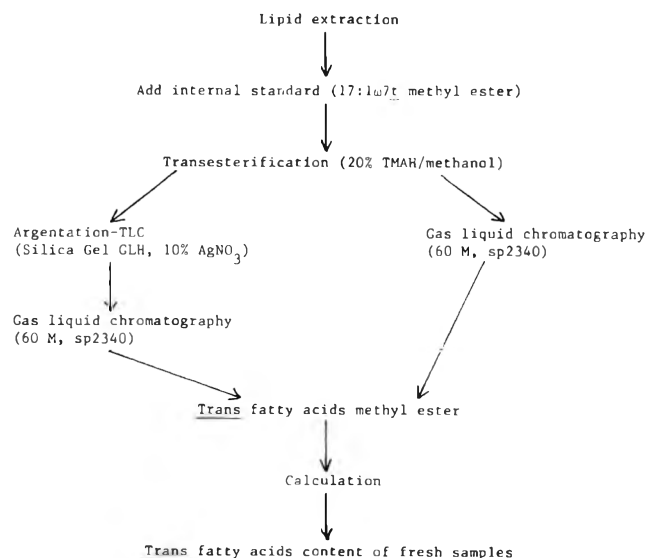 Lipid extraction
Add internal standard (17:1ω7t methyl ester)
Transesterification (20% TMAH/methanol)
Argentation-TLC
(Silica Gel GLH, 10% AgNO3)
Gas liquid chromatography
(60 M, sp2340)
Gas liquid chromatography
(60 M, sp2340)
Trans fatty acids methyl ester
Calculation
Trans fatty acids content of fresh samples